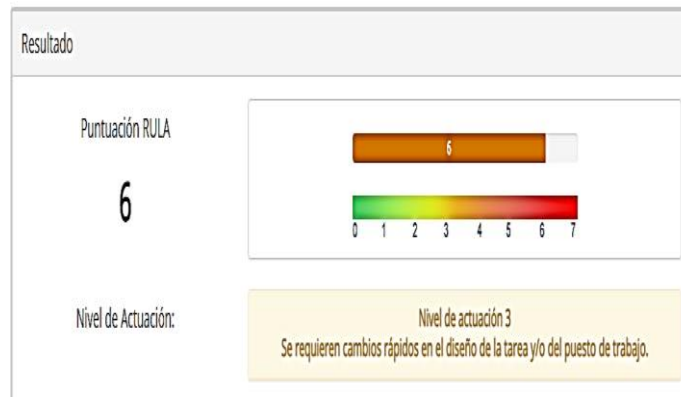 Resultado
Puntuación RULA
6
6
0 1 2 3 4 5 6 7
Nivel de Actuación:
Nivel de actuación 3
Se requieren cambios rápidos en el diseño de la tarea y/o del puesto de trabajo.